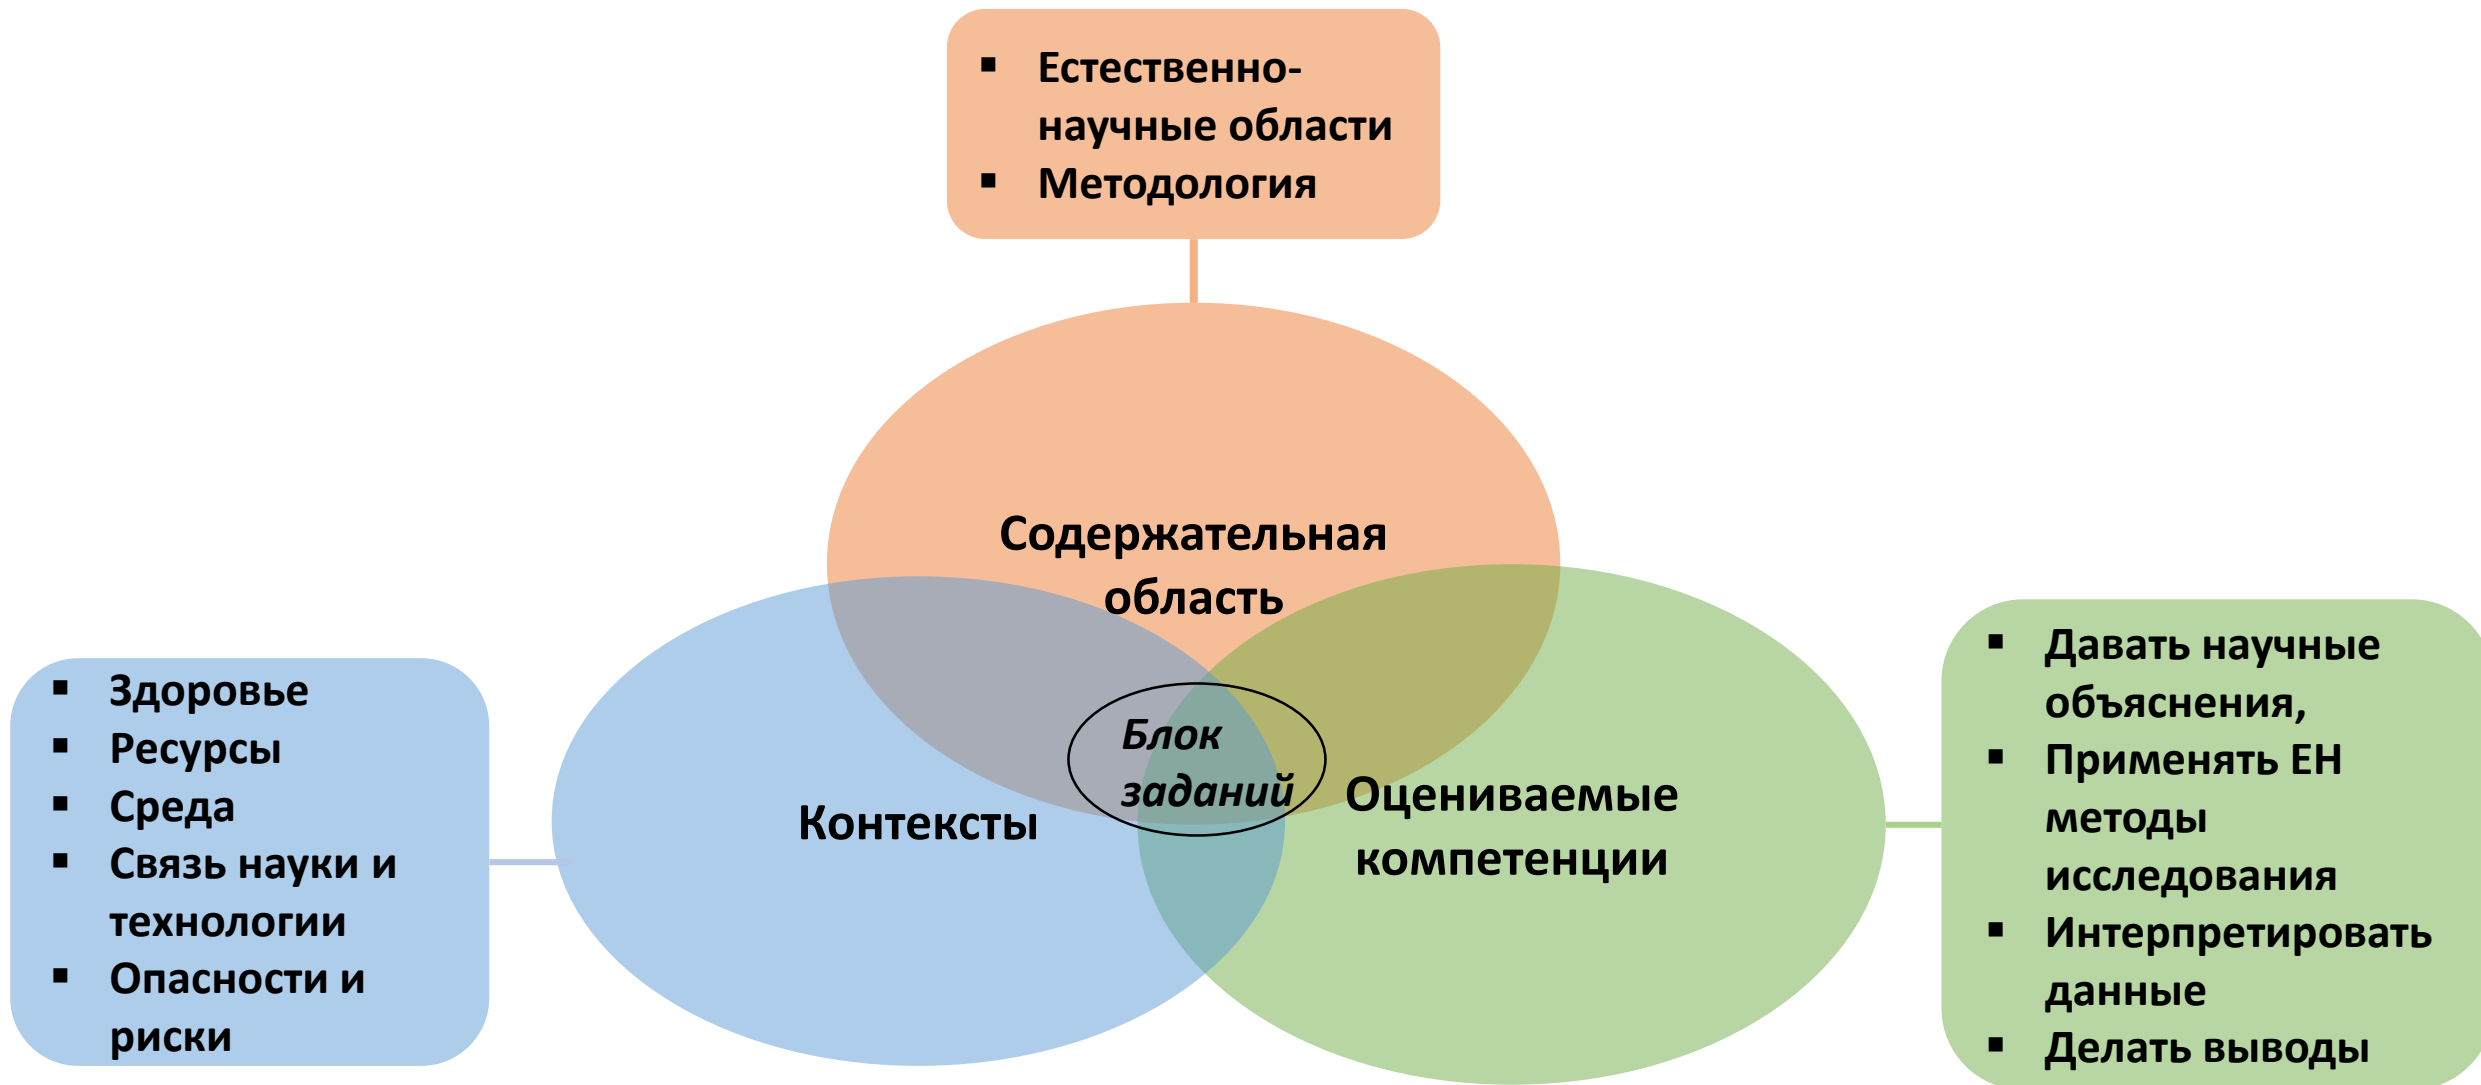 ▪ Естественно-
научные области
▪ Методология
Содержательная
область
▪ Здоровье
▪ Ресурсы
▪ Среда
▪ Связь науки и
технологии
▪ Опасности и
риски
Контексты
Блок
заданий
Оцениваемые
компетенции
▪ Давать научные
объяснения,
▪ Применять ЕН
методы
исследования
▪ Интерпретировать
данные
▪ Делать выводы